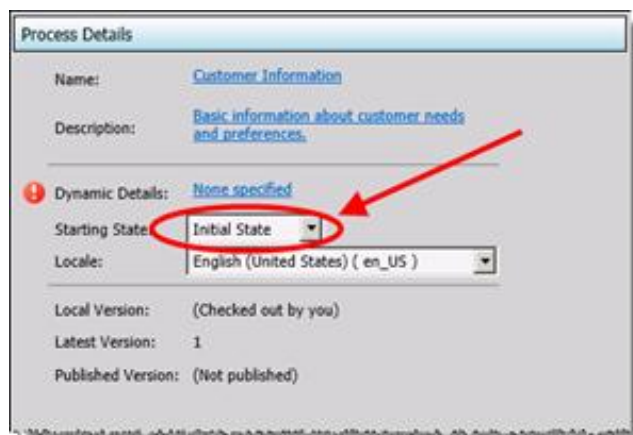 Process Details
Name: Customer Information
Description: Basic information about customer needs
and preferences.
Dynamic Details: None specified
Starting State: Initial State
Locale: English (United States) ( en_US )
Local Version: (Checked out by you)
Latest Version: 1
Published Version: (Not published)